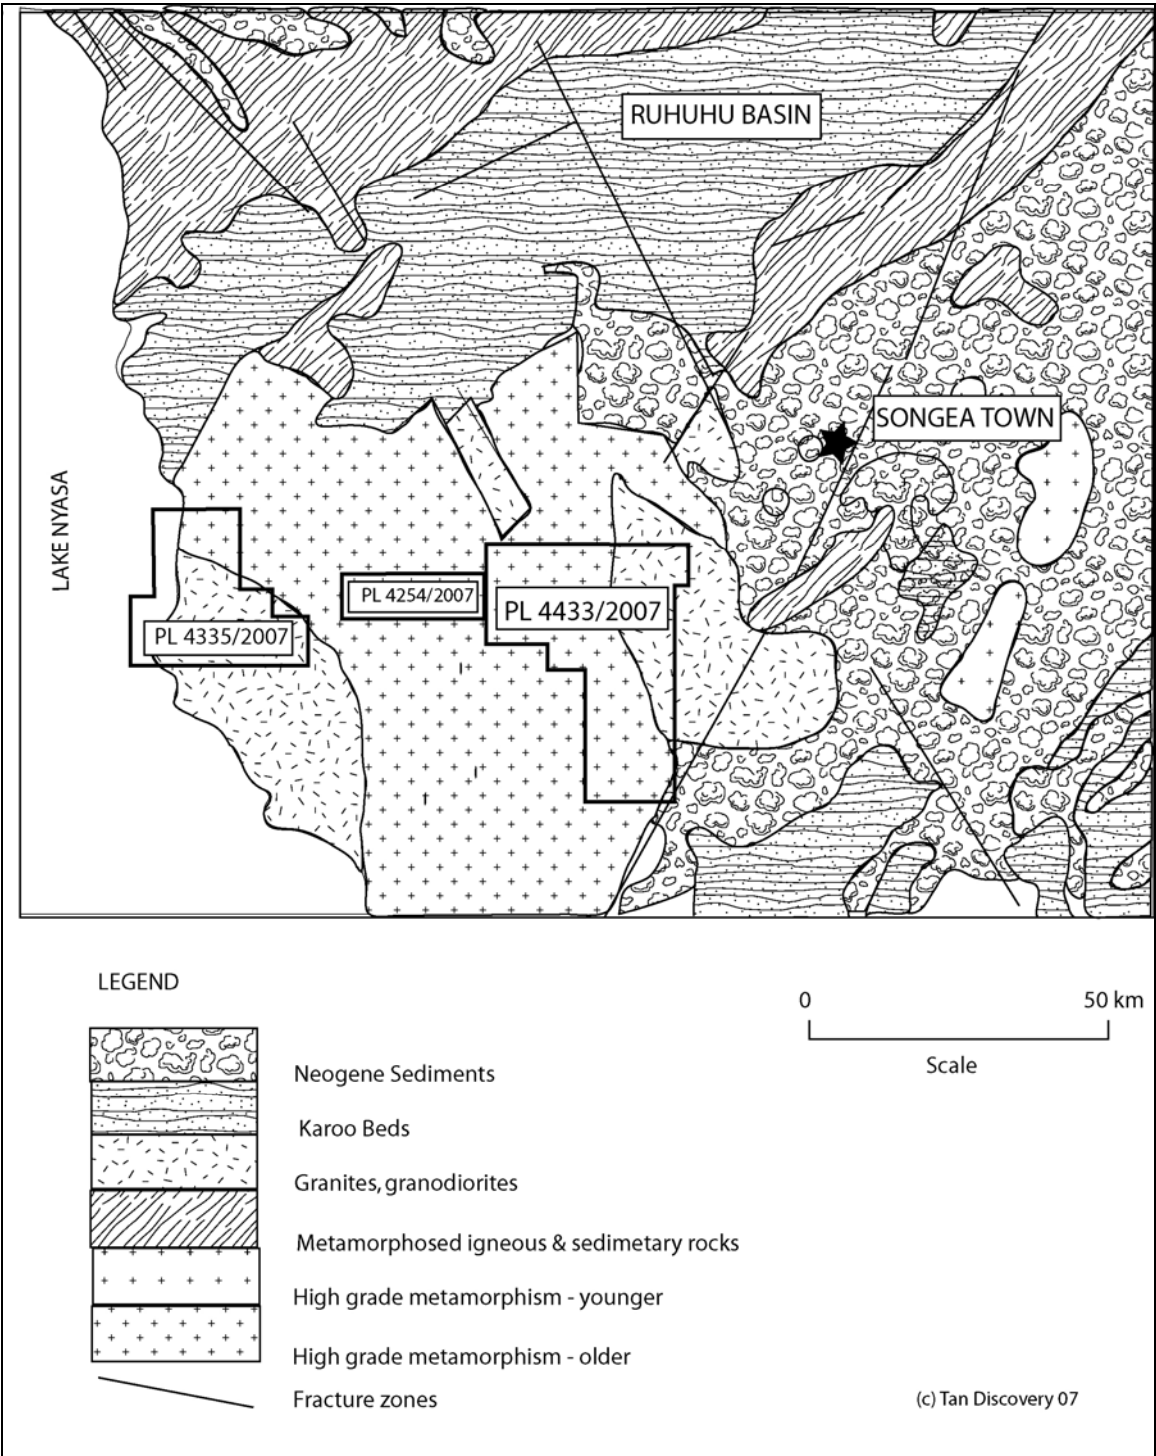 RUHUHU BASIN
SONGEA TOWN
LAKE NYASA
PL 4254/2007
PL 4433/2007
PL 4335/2007
LEGEND
0 50 km
Scale
Neogene Sediments
Karoo Beds
Granites, granodiorites
Metamorphosed igneous & sedimetary rocks
High grade metamorphism - younger
High grade metamorphism - older
Fracture zones
(c) Tan Discovery 07